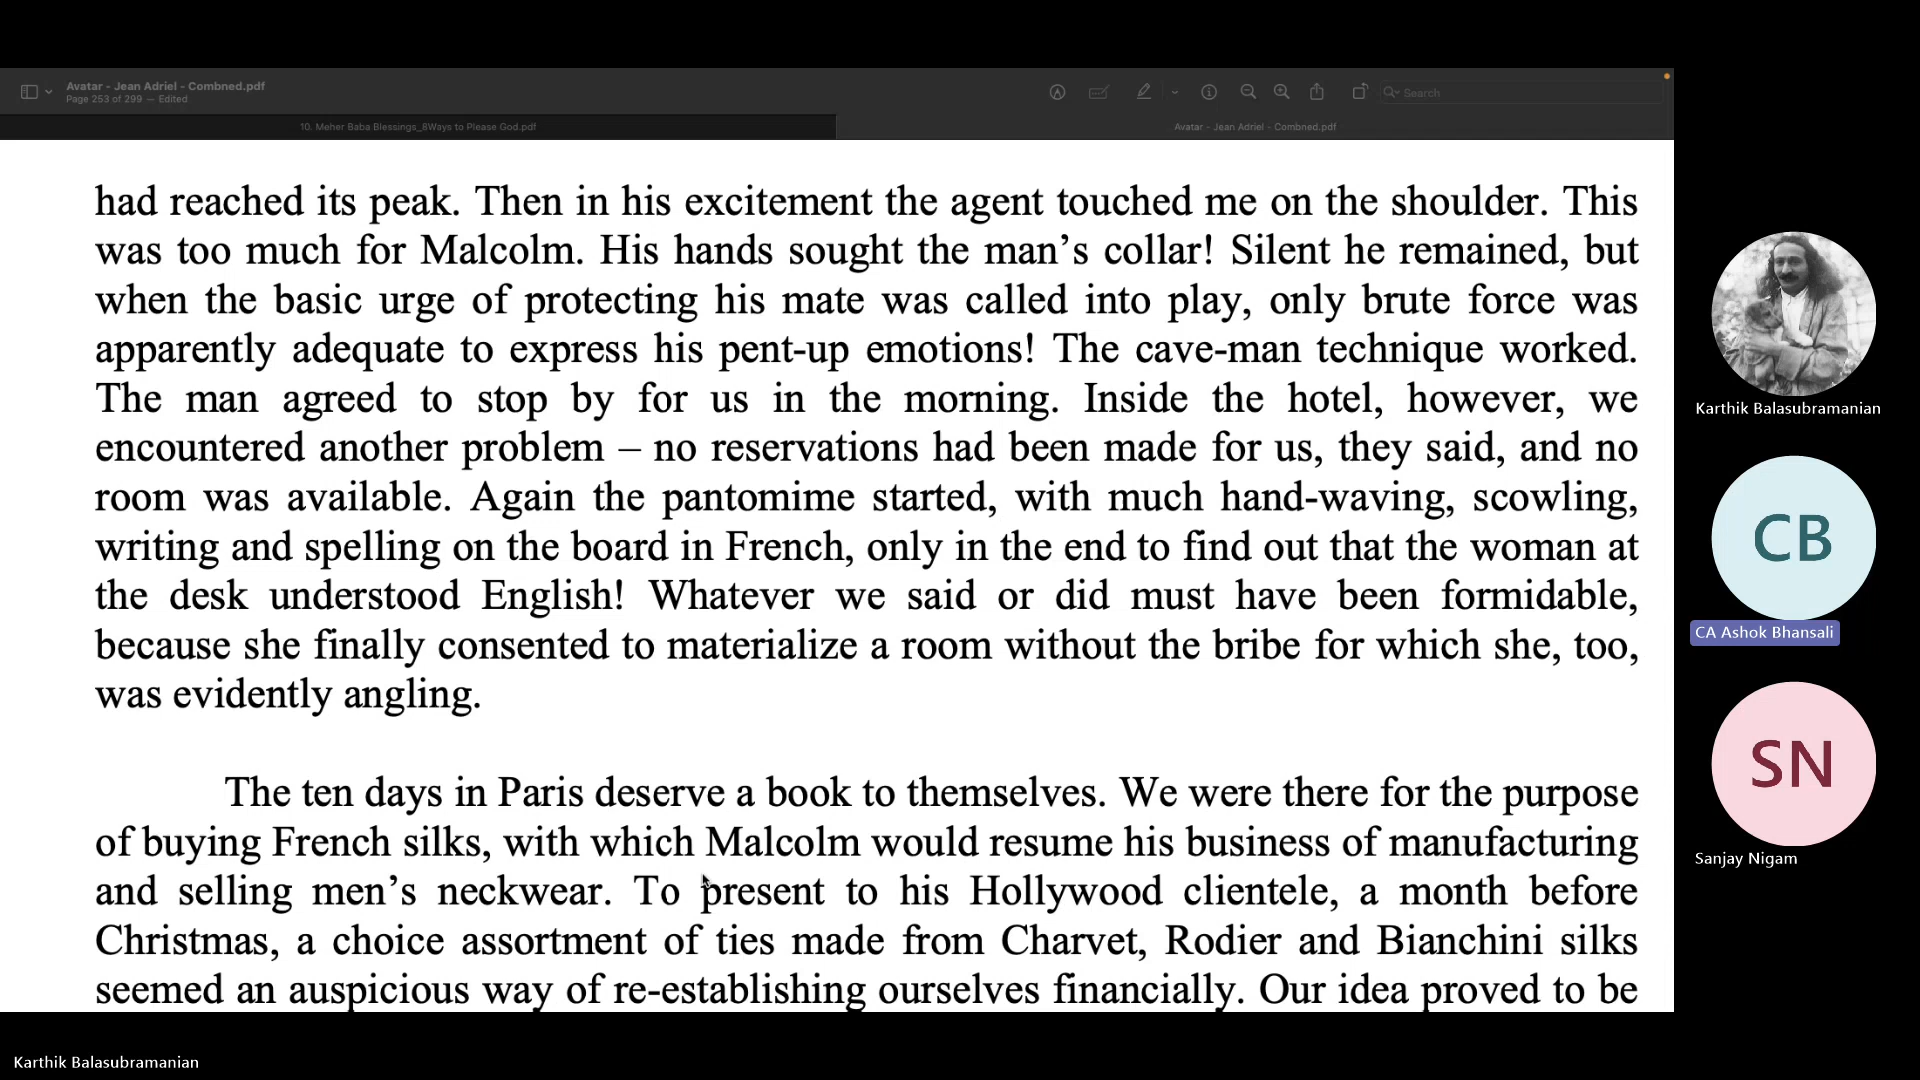 Avatar - Jean Adriel - Combned.pdf
Page 253 of 299 — Edited
Search
10. Meher Baba Blessings_8Ways to Please God.pdf
Avatar - Jean Adriel - Combned.pdf
had reached its peak. Then in his excitement the agent touched me on the shoulder. This
was too much for Malcolm. His hands sought the man’s collar! Silent he remained, but
when the basic urge of protecting his mate was called into play, only brute force was
apparently adequate to express his pent-up emotions! The cave-man technique worked.
The man agreed to stop by for us in the morning. Inside the hotel, however, we
encountered another problem – no reservations had been made for us, they said, and no
room was available. Again the pantomime started, with much hand-waving, scowling,
writing and spelling on the board in French, only in the end to find out that the woman at
the desk understood English! Whatever we said or did must have been formidable,
because she finally consented to materialize a room without the bribe for which she, too,
was evidently angling.
The ten days in Paris deserve a book to themselves. We were there for the purpose
of buying French silks, with which Malcolm would resume his business of manufacturing
and selling men’s neckwear. To present to his Hollywood clientele, a month before
Christmas, a choice assortment of ties made from Charvet, Rodier and Bianchini silks
seemed an auspicious way of re-establishing ourselves financially. Our idea proved to be
Karthik Balasubramanian
CB
CA Ashok Bhansali
SN
Sanjay Nigam
Karthik Balasubramanian